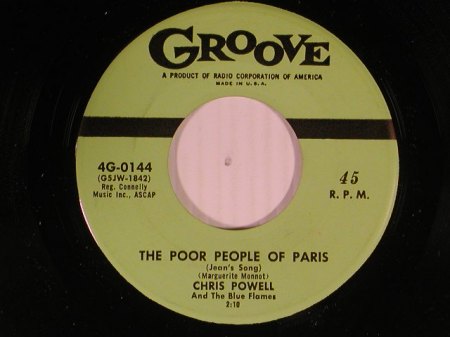 GROOVE
A PRODUCT OF RADIO CORPORATION OF AMERICA
MADE IN U.S.A.
4G-0144
(G5JW-1842)
Reg. Connelly
Music Inc., ASCAP
45
R. P. M.
THE POOR PEOPLE OF PARIS
(Jean's Song)
(Marguerite Monnot)
CHRIS POWELL
And The Blue Flames
2:10